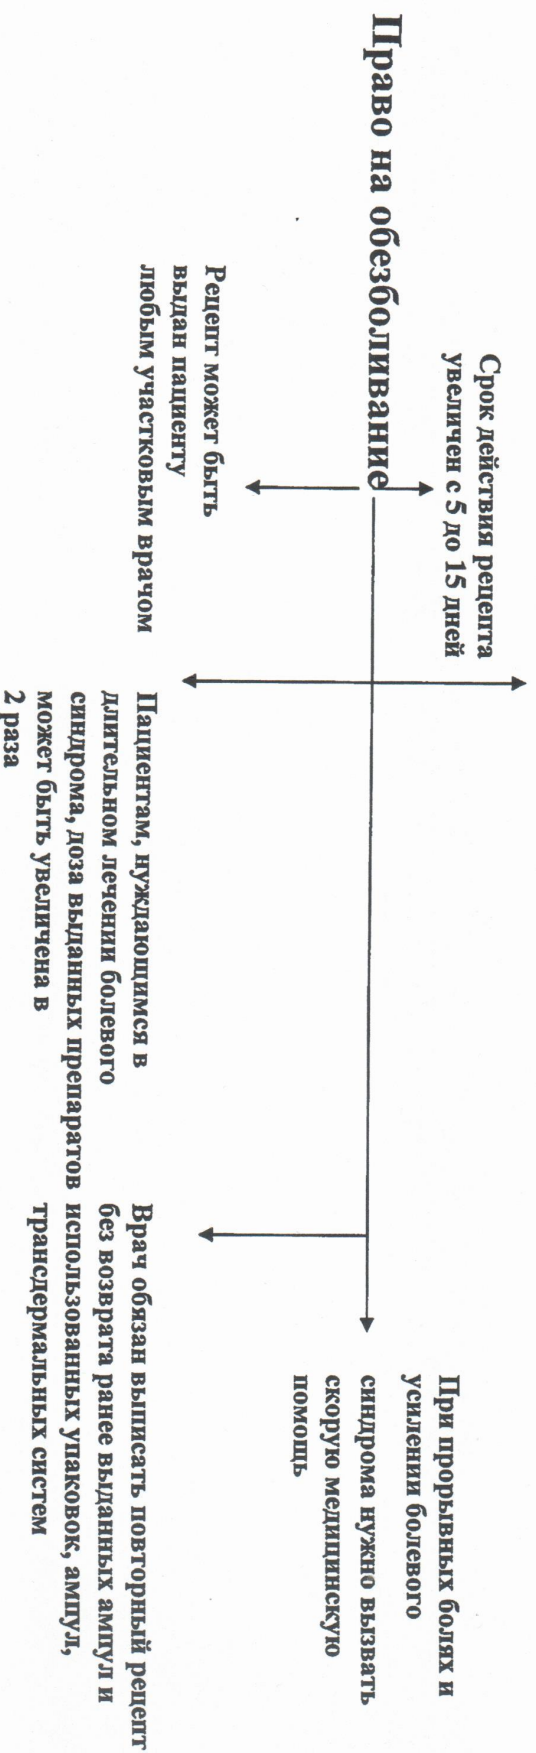 Право на обезболивание
Срок действия рецепта
увеличен с 5 до 15 дней
Рецепт может быть
выдан пациенту
любым участковым врачом
Пациентам, нуждающимся в
длительном лечении болевого
синдрома, доза выданных препаратов
может быть увеличена в
2 раза
Врач обязан выписать повторный рецепт
без возврата ранее выданных ампул и
использованных упаковок, ампул,
трансдермальных систем
При прорывных болях и
усилении болевого
синдрома нужно вызвать
скорую медицинскую
помощь